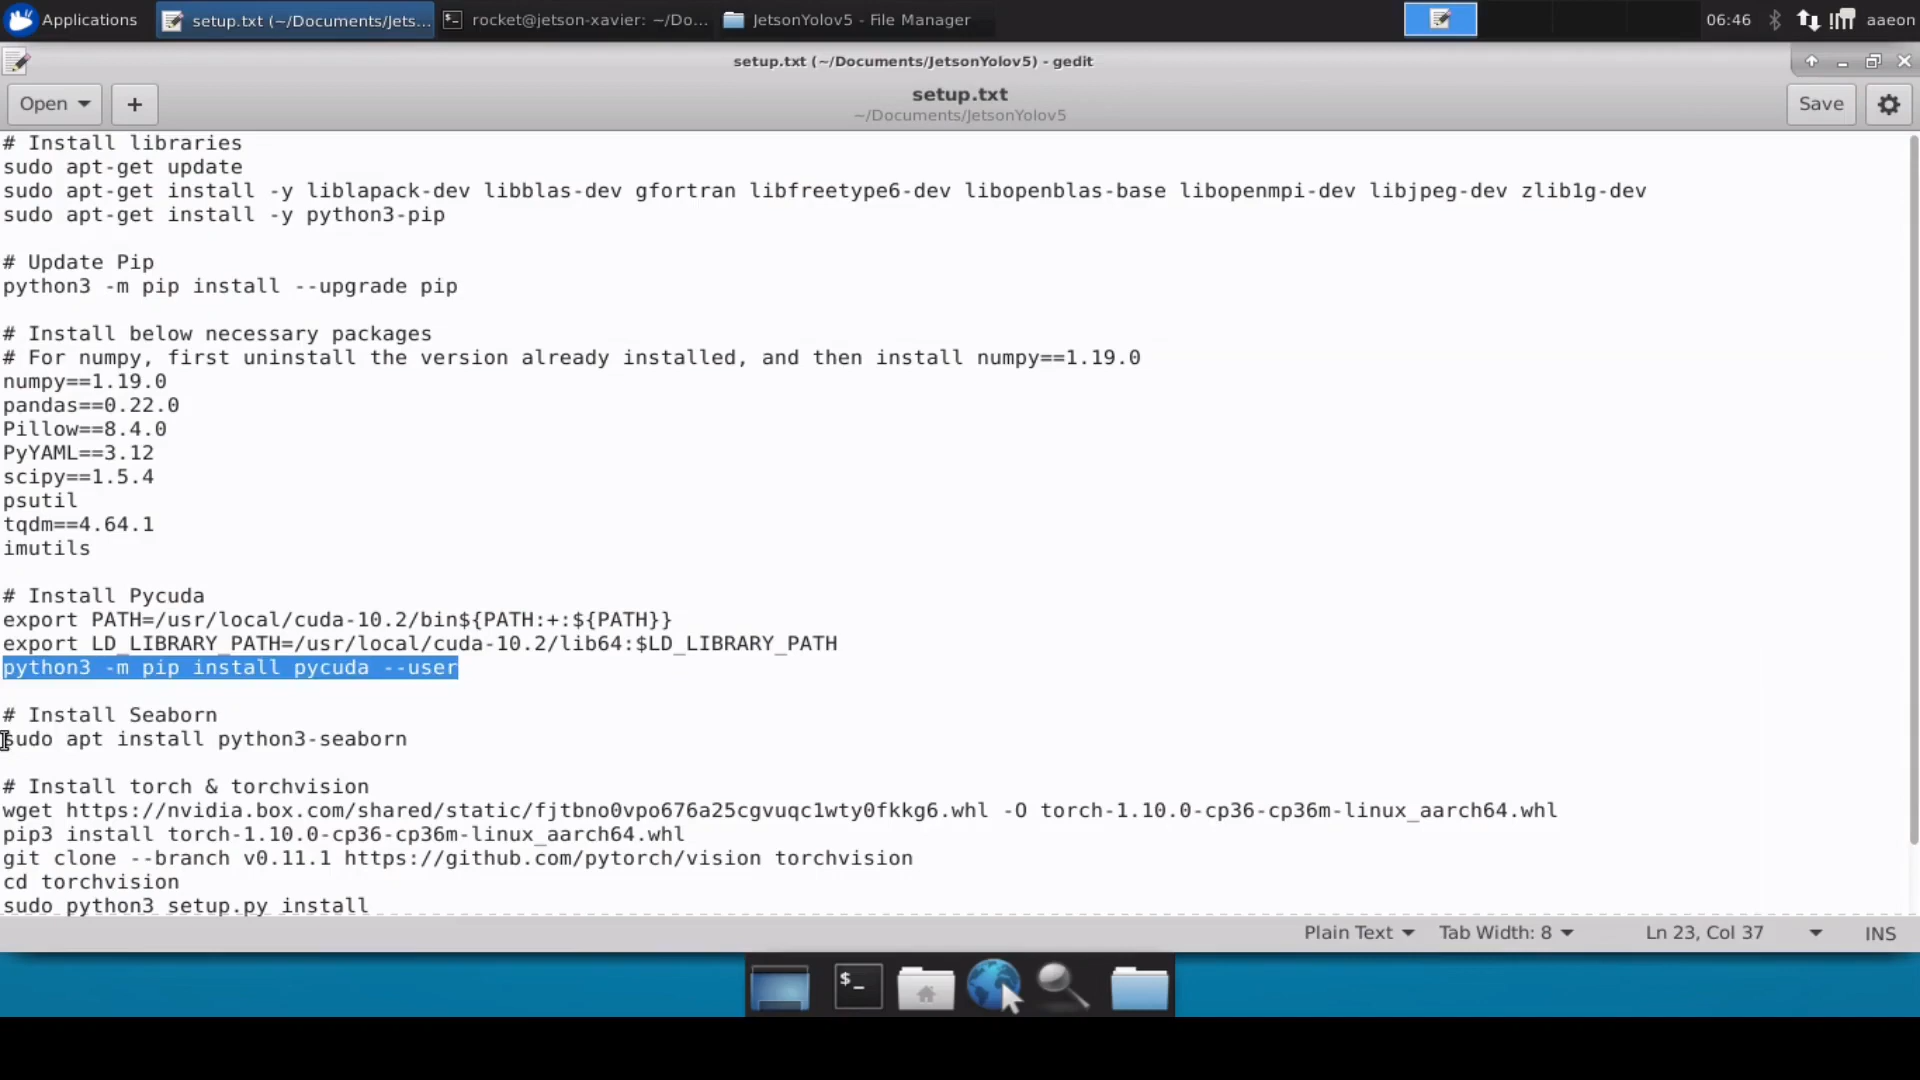 Applications
setup.txt (~/Documents/Jets...
rocket@jetson-xavier: ~/Do...
JetsonYolov5 - File Manager
06:46
aaeon
setup.txt (~/Documents/JetsonYolov5) - gedit
Open
+
setup.txt
~/Documents/JetsonYolov5
Save
# Install libraries
sudo apt-get update
sudo apt-get install -y liblapack-dev libblas-dev gfortran libfreetype6-dev libopenblas-base libopenmpi-dev libjpeg-dev zlib1g-dev
sudo apt-get install -y python3-pip
# Update Pip
python3 -m pip install --upgrade pip
# Install below necessary packages
# For numpy, first uninstall the version already installed, and then install numpy==1.19.0
numpy==1.19.0
pandas==0.22.0
Pillow==8.4.0
PyYAML==3.12
scipy==1.5.4
psutil
tqdm==4.64.1
imutils
# Install Pycuda
export PATH=/usr/local/cuda-10.2/bin${PATH:+:${PATH}}
export LD_LIBRARY_PATH=/usr/local/cuda-10.2/lib64:$LD_LIBRARY_PATH
python3 -m pip install pycuda --user
# Install Seaborn
sudo apt install python3-seaborn
# Install torch & torchvision
wget https://nvidia.box.com/shared/static/fjtbno0vpo676a25cgvuqc1wty0fkkg6.whl -O torch-1.10.0-cp36-cp36m-linux_aarch64.whl
pip3 install torch-1.10.0-cp36-cp36m-linux_aarch64.whl
git clone --branch v0.11.1 https://github.com/pytorch/vision torchvision
cd torchvision
sudo python3 setup.py install
Plain Text
Tab Width: 8
Ln 23, Col 37
INS
$_